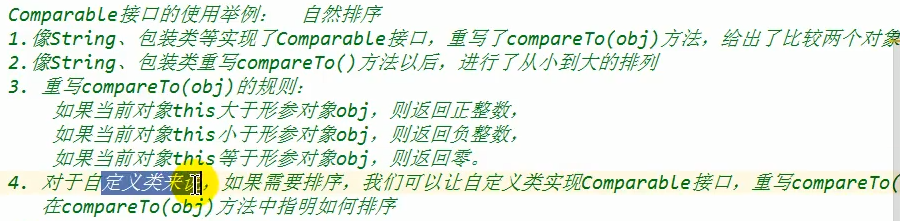 Comparable接口的使用举例： 自然排序
1.像String、包装类等实现了Comparable接口，重写了compareTo(obj)方法，给出了比较两个对象
2.像String、包装类重写compareTo()方法以后，进行了从小到大的排列
3. 重写compareTo(obj)的规则：
如果当前对象this大于形参对象obj，则返回正整数，
如果当前对象this小于形参对象obj，则返回负整数，
如果当前对象this等于形参对象obj，则返回零。
4. 对于自定义类来说，如果需要排序，我们可以让自定义类实现Comparable接口，重写compareTo(
在compareTo(obj)方法中指明如何排序